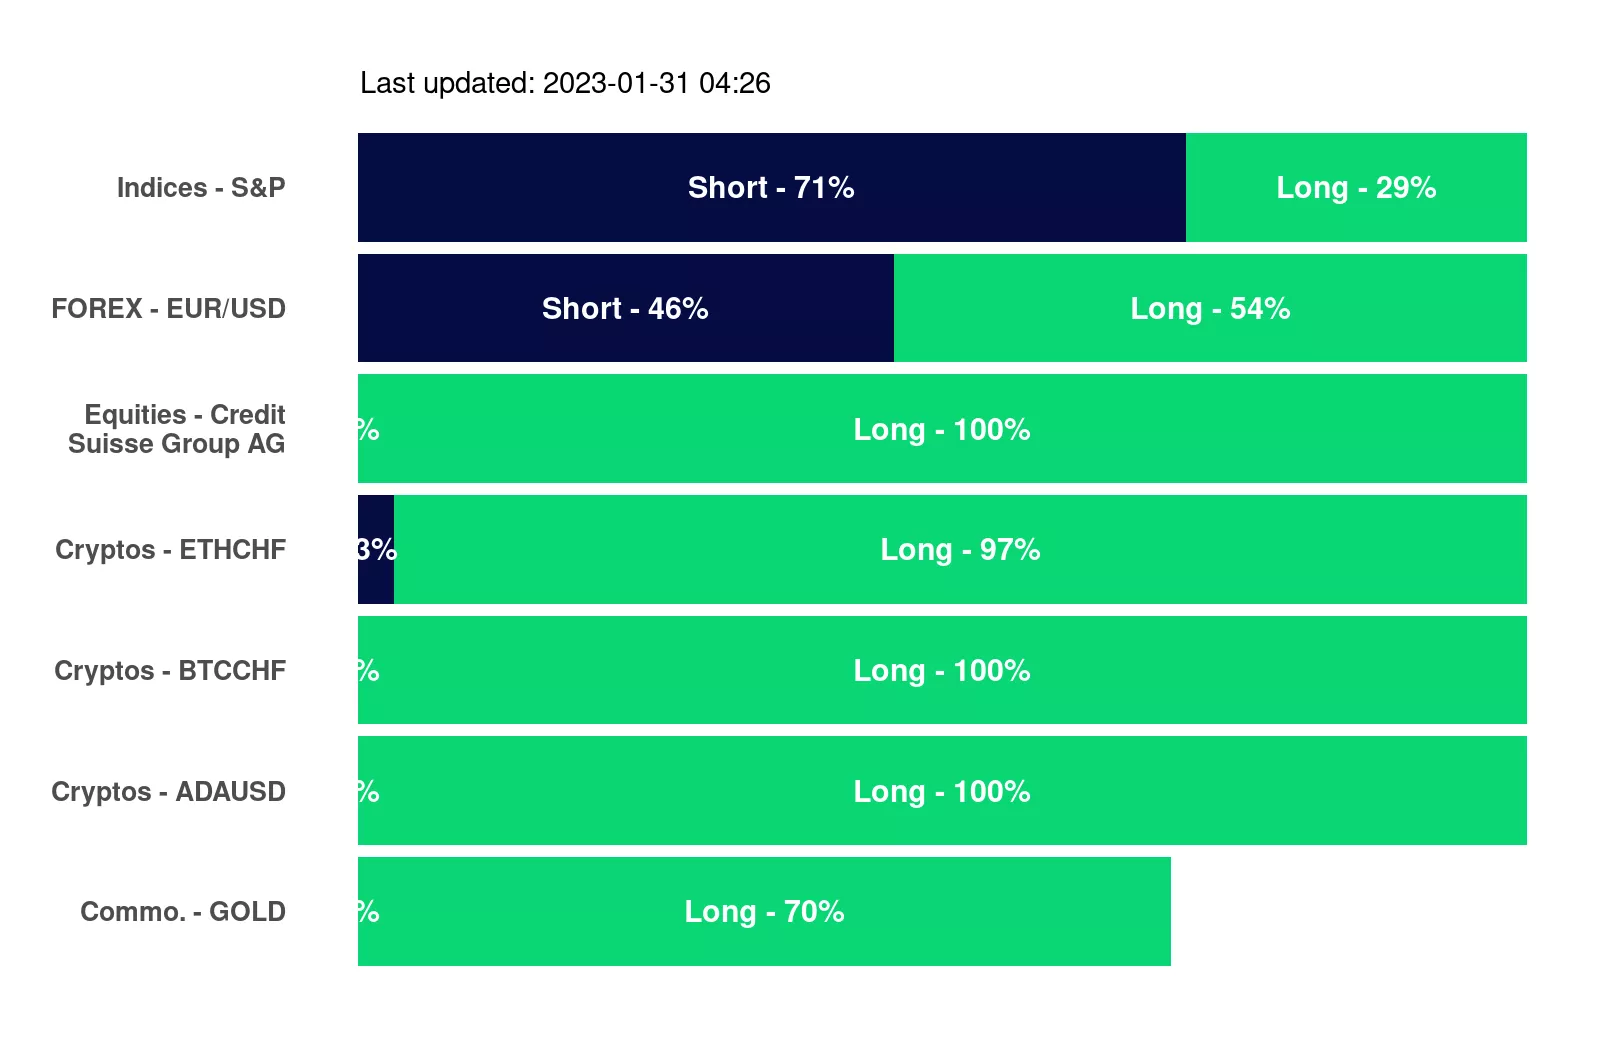 Last updated: 2023-01-31 04:26
Indices - S&P
Short - 71%
Long - 29%
FOREX - EUR/USD
Short - 46%
Long - 54%
Equities - Credit
Suisse Group AG
%
Long - 100%
Cryptos - ETHCHF
3%
Long - 97%
Cryptos - BTCCHF
%
Long - 100%
Cryptos - ADAUSD
%
Long - 100%
Commo. - GOLD
%
Long - 70%